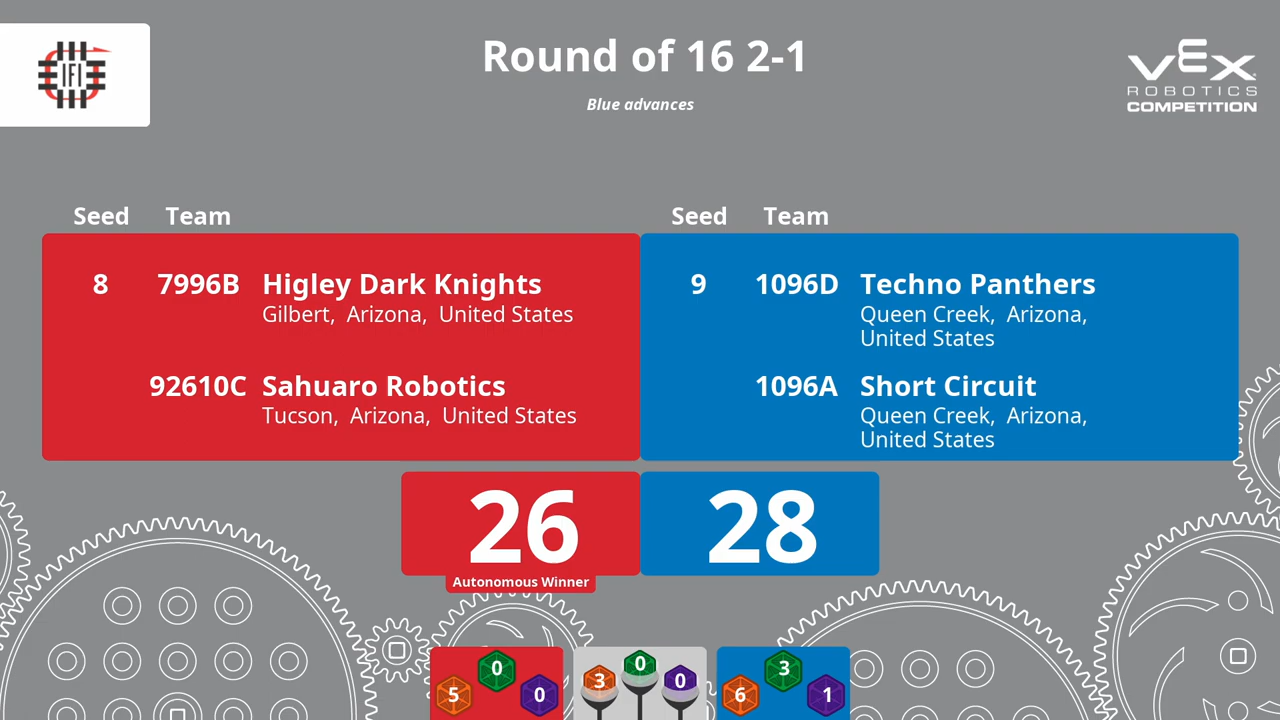 IFI
Round of 16 2-1
Blue advances
VEX
ROBOTICS
COMPETITION
Seed Team
8 7996B Higley Dark Knights
Gilbert, Arizona, United States
92610C Sahuaro Robotics
Tucson, Arizona, United States
Seed Team
9 1096D Techno Panthers
Queen Creek, Arizona,
United States
1096A Short Circuit
Queen Creek, Arizona,
United States
26 28
Autonomous Winner
0
5 0
0
3 0
3
6 1